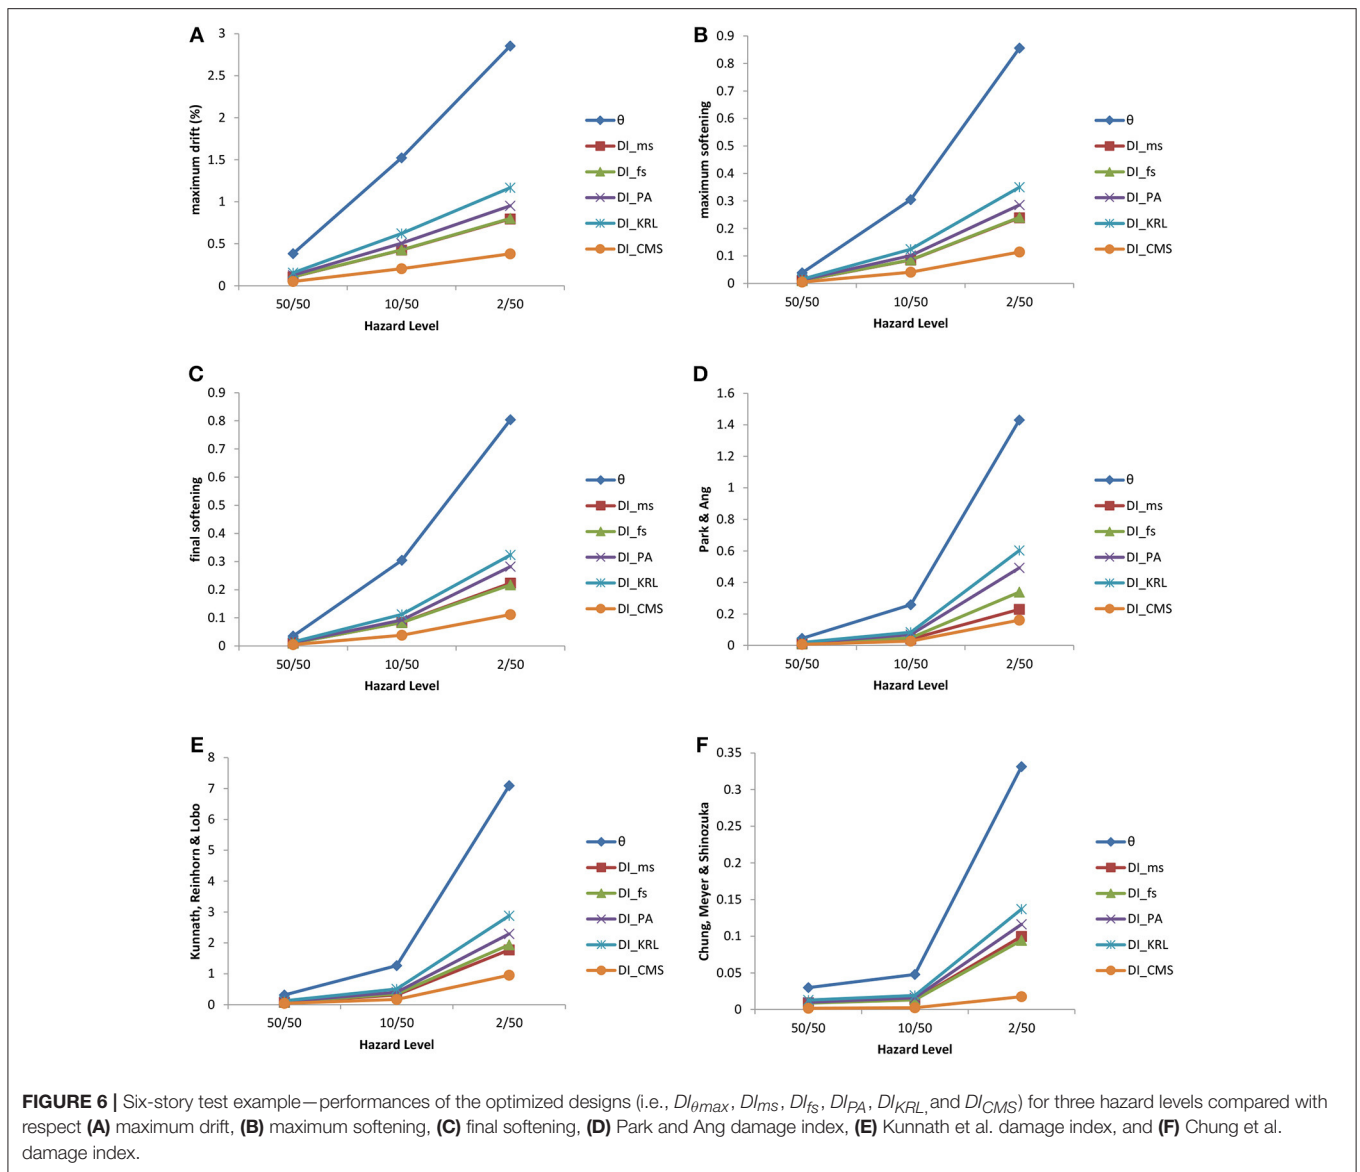 A
3
2.5
2
1.5
1
0.5
0
maximum drift (%)
50/50 10/50 2/50
Hazard Level
θ
DI_ms
DI_fs
DI_PA
DI_KRL
DI_CMS
B
0.9
0.8
0.7
0.6
0.5
0.4
0.3
0.2
0.1
0
maximum softening
50/50 10/50 2/50
Hazard Level
θ
DI_ms
DI_fs
DI_PA
DI_KRL
DI_CMS
C
0.9
0.8
0.7
0.6
0.5
0.4
0.3
0.2
0.1
0
final softening
50/50 10/50 2/50
Hazard Level
θ
DI_ms
DI_fs
DI_PA
DI_KRL
DI_CMS
D
1.6
1.4
1.2
1
0.8
0.6
0.4
0.2
0
Park & Ang
50/50 10/50 2/50
Hazard Level
θ
DI_ms
DI_fs
DI_PA
DI_KRL
DI_CMS
E
8
7
6
5
4
3
2
1
0
Kunnath, Reinhorn & Lobo
50/50 10/50 2/50
Hazard Level
θ
DI_ms
DI_fs
DI_PA
DI_KRL
DI_CMS
F
0.35
0.3
0.25
0.2
0.15
0.1
0.05
0
Chung, Meyer & Shinozuka
50/50 10/50 2/50
Hazard Level
θ
DI_ms
DI_fs
DI_PA
DI_KRL
DI_CMS
FIGURE 6 | Six-story test example—performances of the optimized designs (i.e., DIθmax, DIms, DIfs, DIPA, DIKRL, and DICMS) for three hazard levels compared with
respect (A) maximum drift, (B) maximum softening, (C) final softening, (D) Park and Ang damage index, (E) Kunnath et al. damage index, and (F) Chung et al.
damage index.